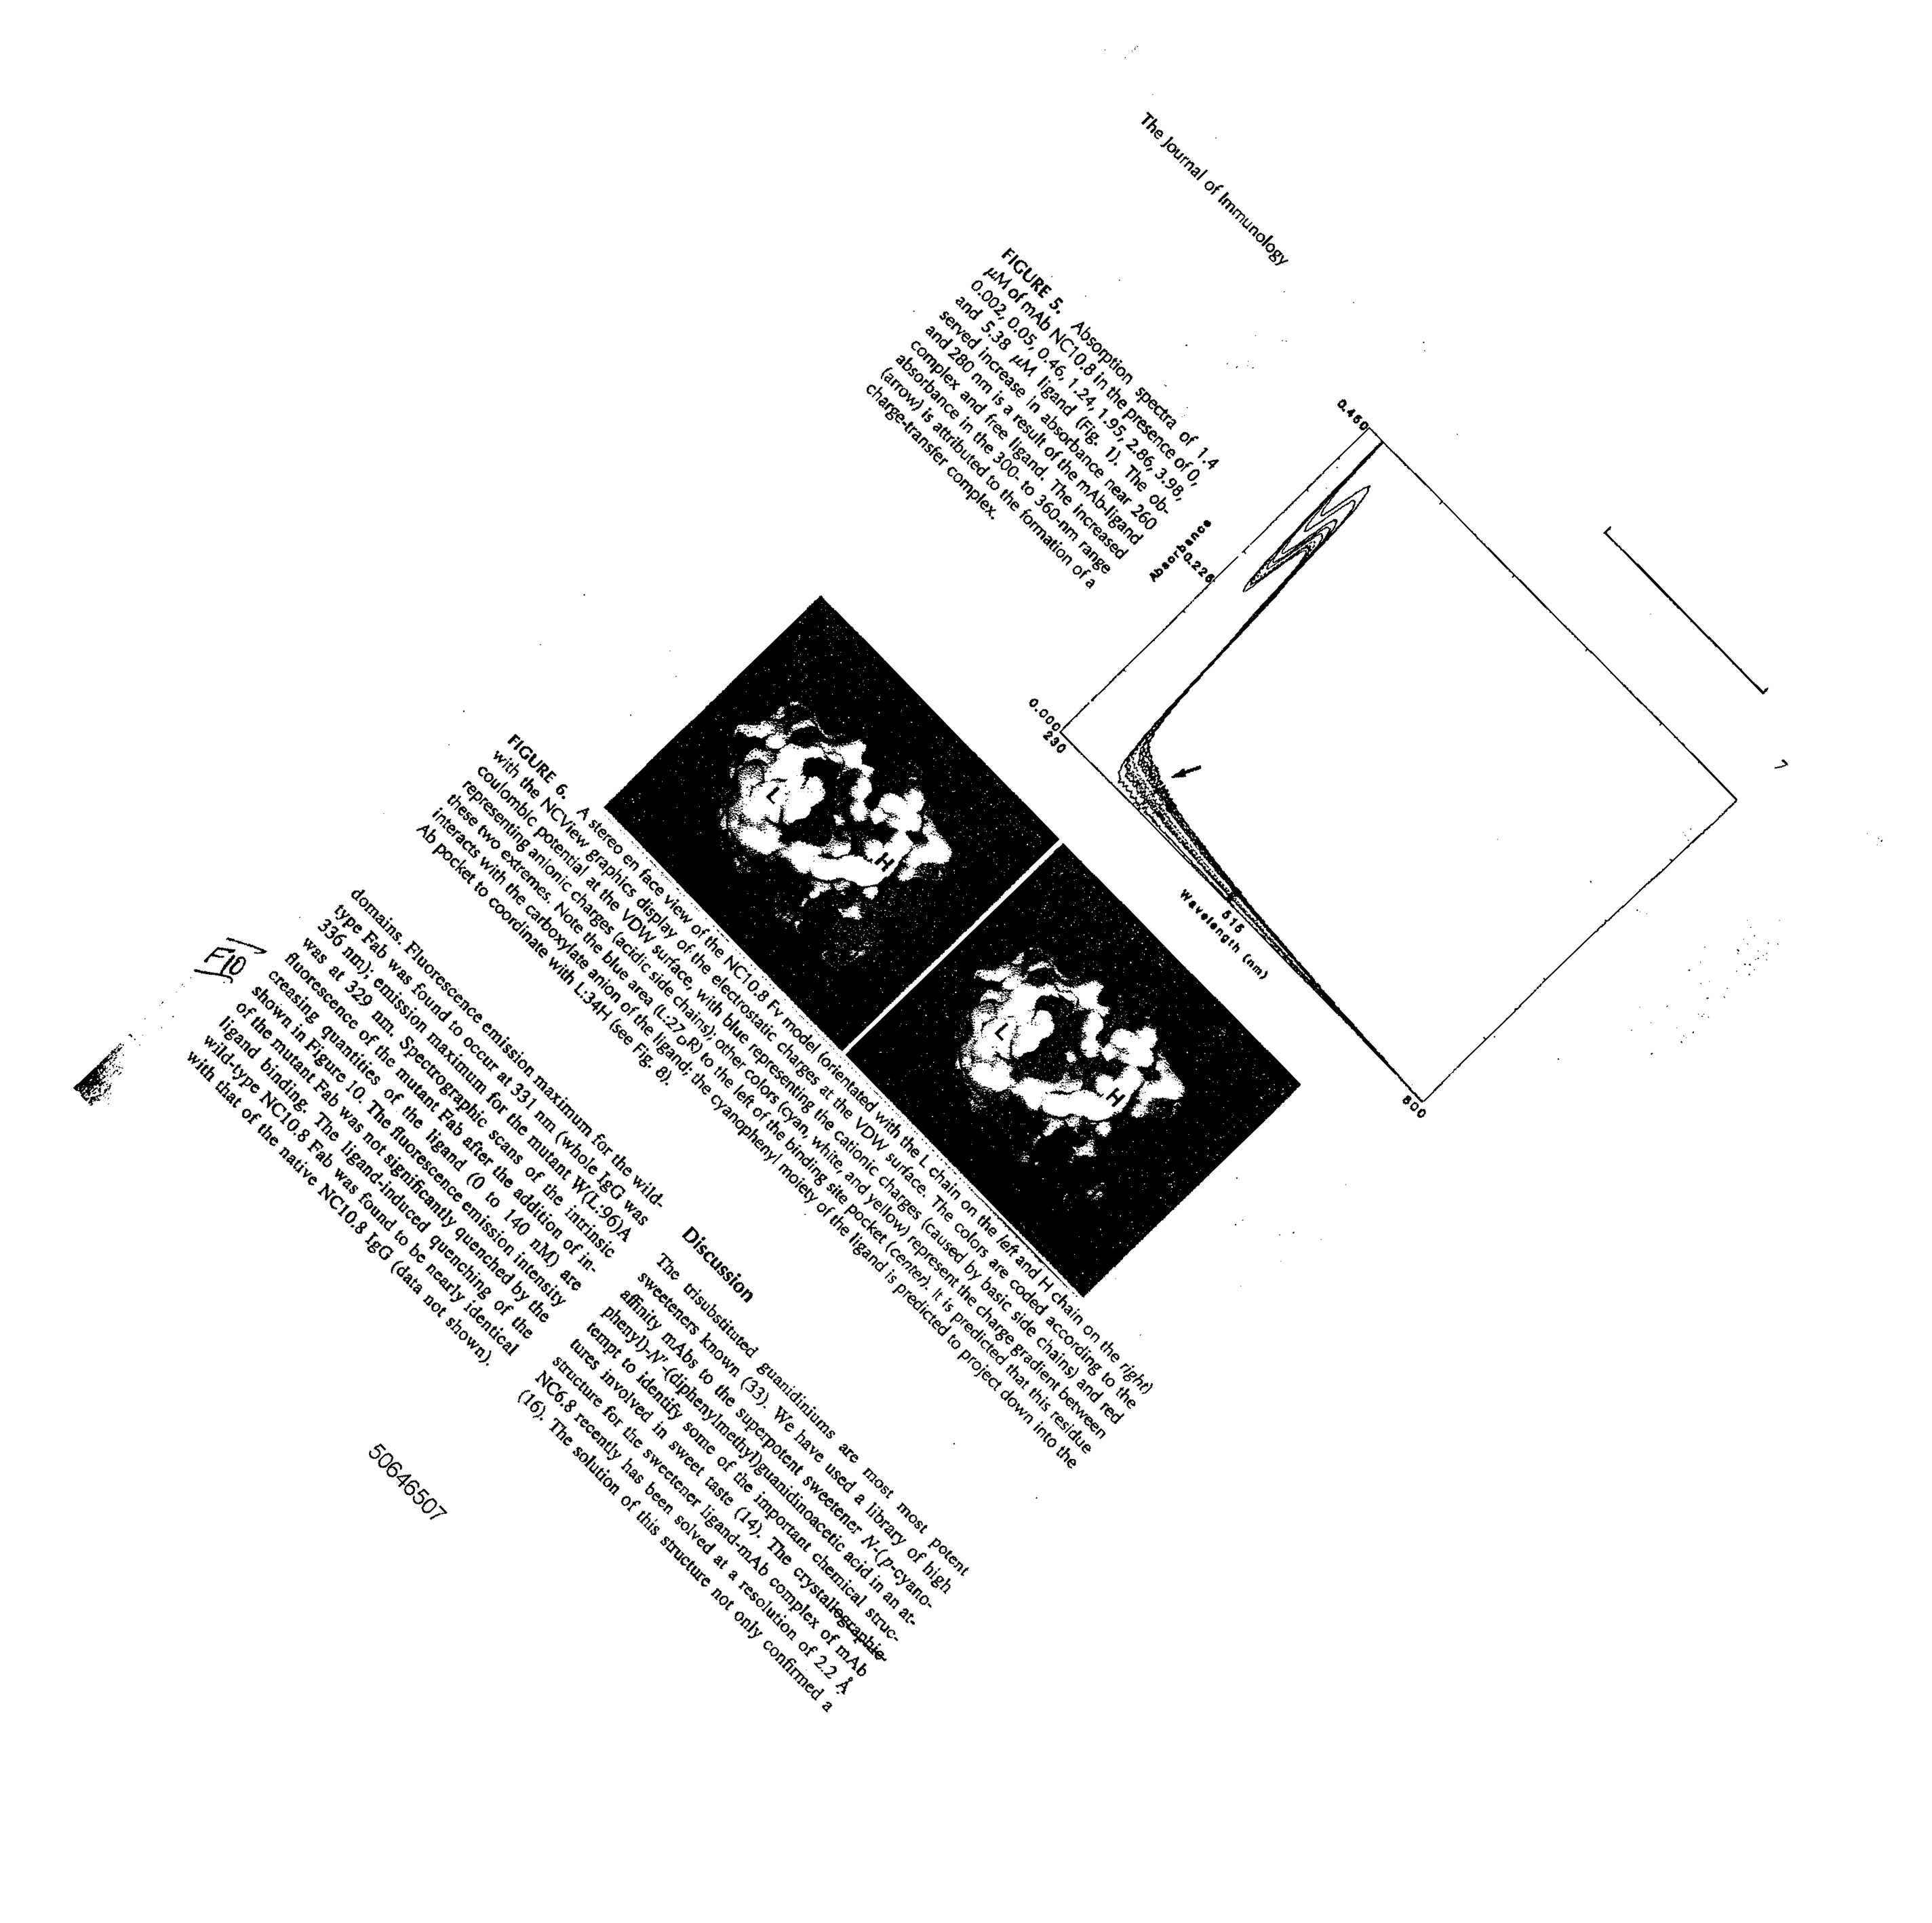 The Journal of Immunology
7
FIGURE 5. Absorption spectra of 1.4
μM of mAb NC10.8 in the presence of 0,
0.002, 0.05, 0.46, 1.24, 1.95, 2.86, 3.98,
and 5.38 μM ligand (Fig. 1). The ob-
served increase in absorbance near 260
and 280 nm is a result of the mAb-ligand
complex and free ligand. The increased
absorbance in the 300- to 360-nm range
(arrow) is attributed to the formation of a
charge-transfer complex.
0.450
Absorbance
0.226
0.000
230
515
800
Wavelength (nm)
L
H
L
H
FIGURE 6. A stereo en face view of the NC10.8 Fv model (orientated with the L chain on the left and H chain on the right)
with the NCView graphics display of the electrostatic charges at the VDW surface. The colors are coded according to the
coulombic potential at the VDW surface, with blue representing the cationic charges (caused by basic side chains) and red
representing anionic charges (acidic side chains); other colors (cyan, white, and yellow) represent the charge gradient between
these two extremes. Note the blue area (L:27DR) to the left of the binding site pocket (center). It is predicted that this residue
interacts with the carboxylate anion of the ligand; the cyanophenyl moiety of the ligand is predicted to project down into the
Ab pocket to coordinate with L:34H (see Fig. 8).
domains. Fluorescence emission maximum for the wild-
type Fab was found to occur at 331 nm (whole IgG was
336 nm); emission maximum for the mutant W(L:96)A
was at 329 nm. Spectrographic scans of the intrinsic
fluorescence of the mutant Fab after the addition of in-
creasing quantities of the ligand (0 to 140 nM) are
shown in Figure 10. The fluorescence emission intensity
of the mutant Fab was not significantly quenched by the
ligand binding. The ligand-induced quenching of the
wild-type NC10.8 Fab was found to be nearly identical
with that of the native NC10.8 IgG (data not shown).
F10
Discussion
The trisubstituted guanidiniums are most most potent
sweeteners known (33). We have used a library of high
affinity mAbs to the superpotent sweetener N-(p-cyano-
phenyl)-N'-(diphenylmethyl)guanidinoacetic acid in an at-
tempt to identify some of the important chemical struc-
tures involved in sweet taste (14). The crystallographic
structure for the sweetener ligand-mAb complex of mAb
NC6.8 recently has been solved at a resolution of 2.2 Å
(16). The solution of this structure not only confirmed a
50646507